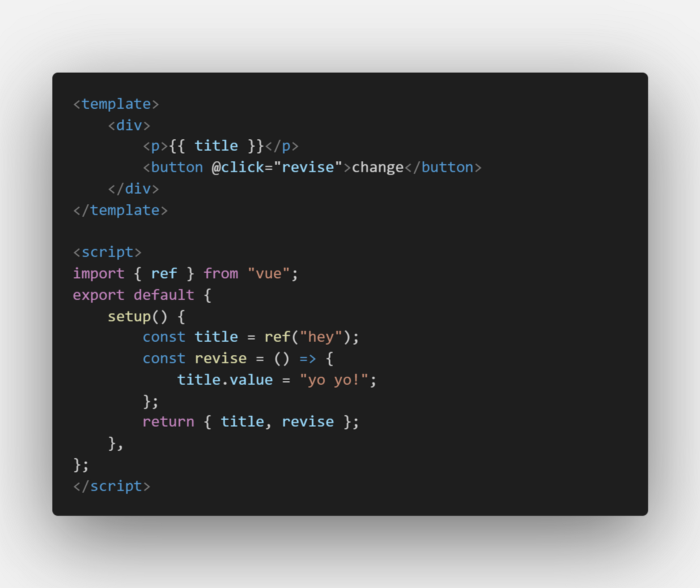 <template>
    <div>
        <p>{{ title }}</p>
        <button @click="revise">change</button>
    </div>
</template>

<script>
import { ref } from "vue";
export default {
    setup() {
        const title = ref("hey");
        const revise = () => {
            title.value = "yo yo!";
        };
        return { title, revise };
    },
};
</script>